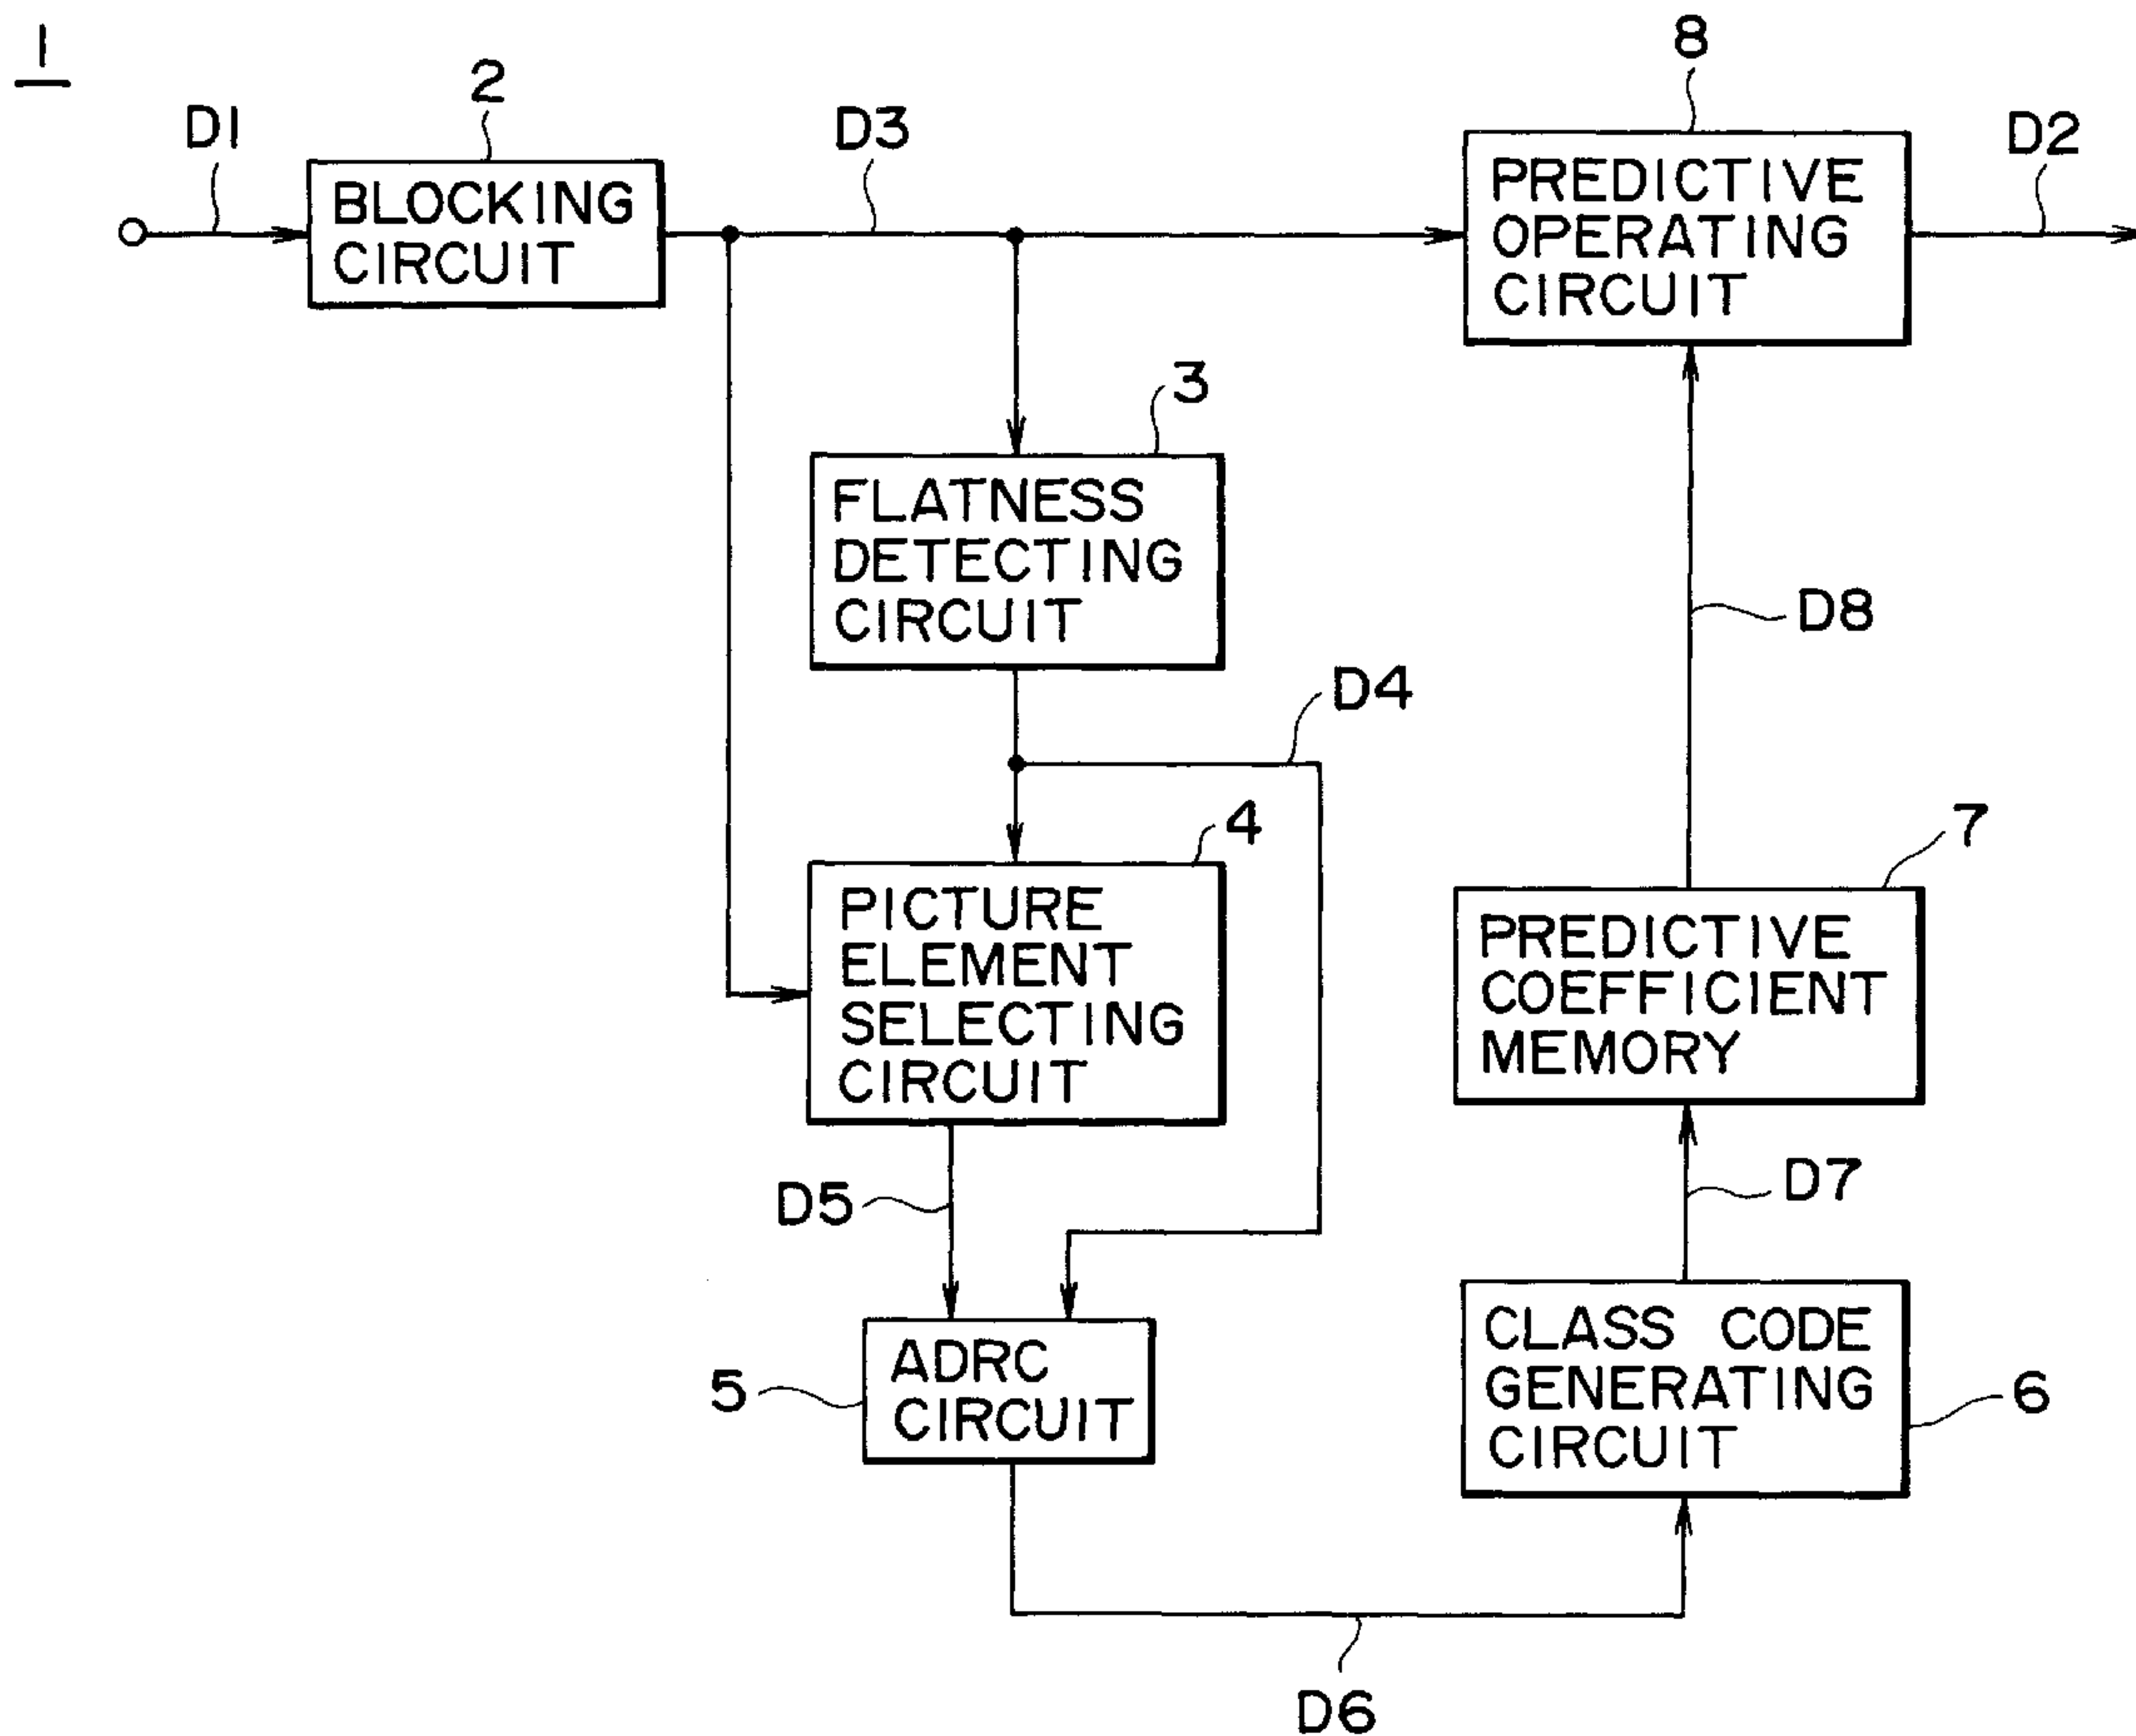 1
2
8
D1
D3
D2
BLOCKING
CIRCUIT
PREDICTIVE
OPERATING
CIRCUIT
3
FLATNESS
DETECTING
CIRCUIT
D8
D4
4
7
PICTURE
ELEMENT
SELECTING
CIRCUIT
PREDICTIVE
COEFFICIENT
MEMORY
D5
D7
5
ADRC
CIRCUIT
CLASS CODE
GENERATING
CIRCUIT
6
D6